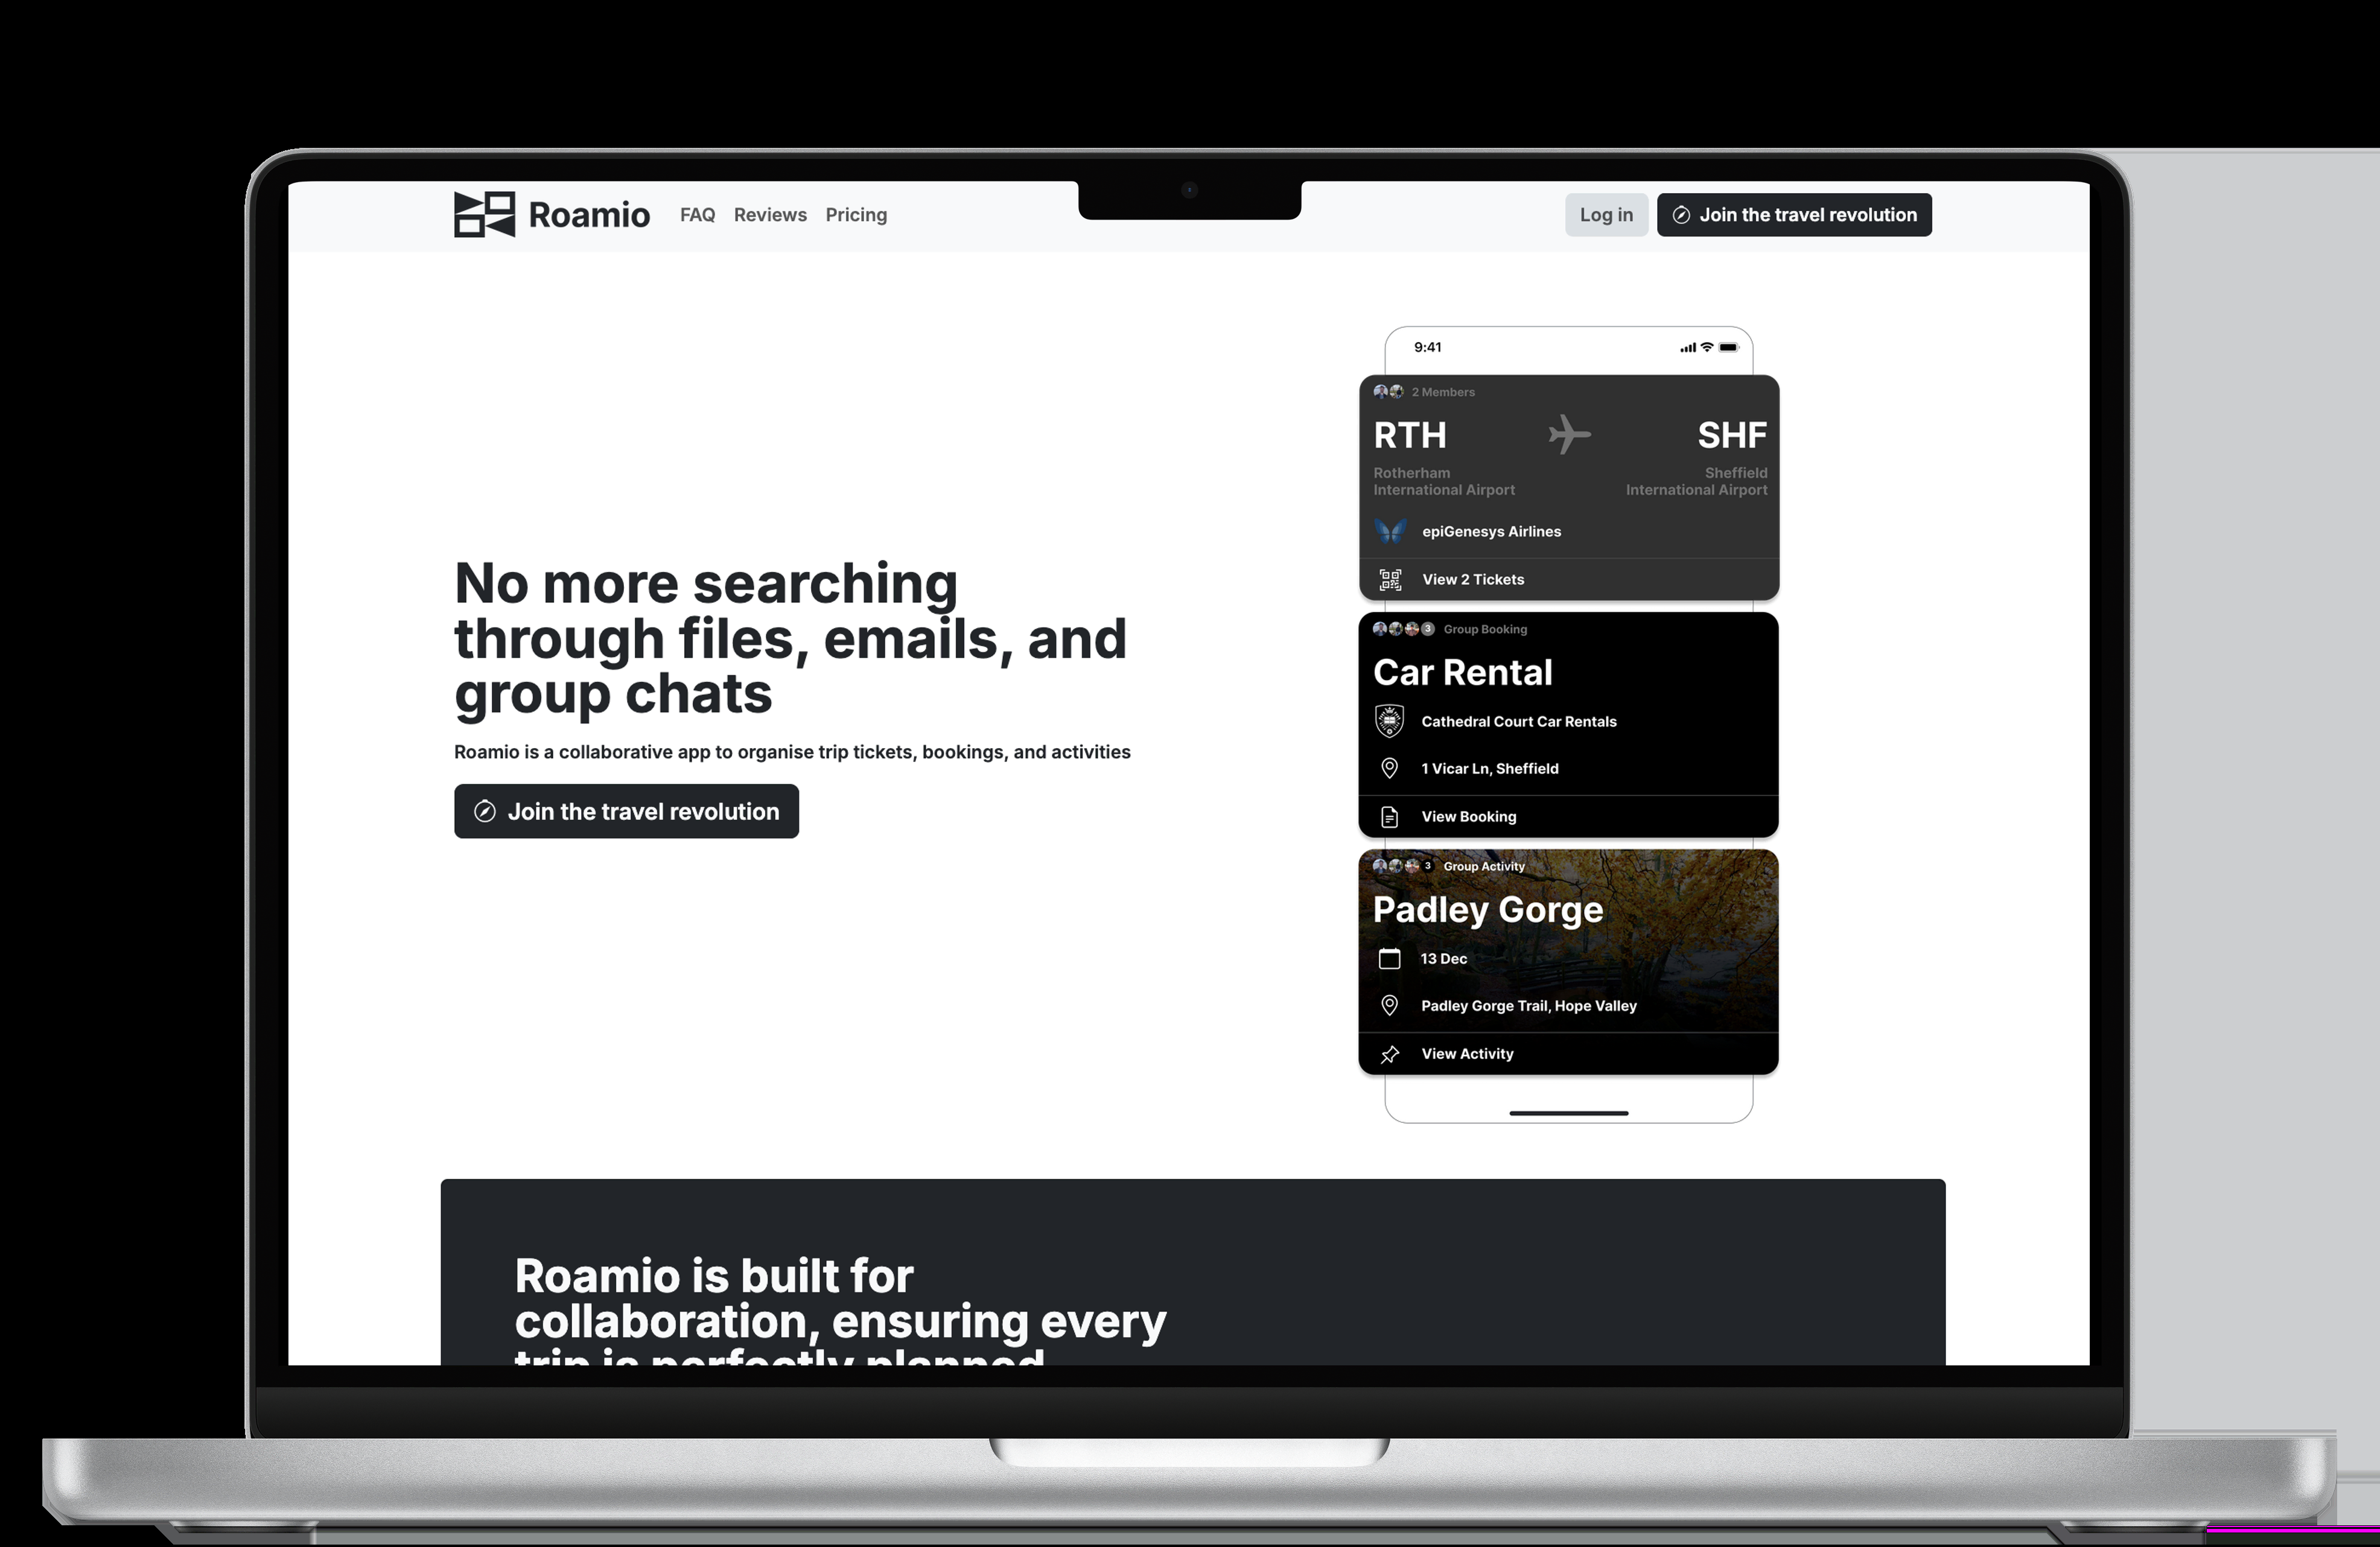 Roamio
FAQ Reviews Pricing
Log in
Join the travel revolution
No more searching
through files, emails, and
group chats
Roamio is a collaborative app to organise trip tickets, bookings, and activities
Join the travel revolution
9:41
2 Members
RTH SHF
Rotherham
International Airport
Sheffield
International Airport
epiGenesys Airlines
View 2 Tickets
3 Group Booking
Car Rental
Cathedral Court Car Rentals
1 Vicar Ln, Sheffield
View Booking
3 Group Activity
Padley Gorge
13 Dec
Padley Gorge Trail, Hope Valley
View Activity
Roamio is built for
collaboration, ensuring every
trip is perfectly planned